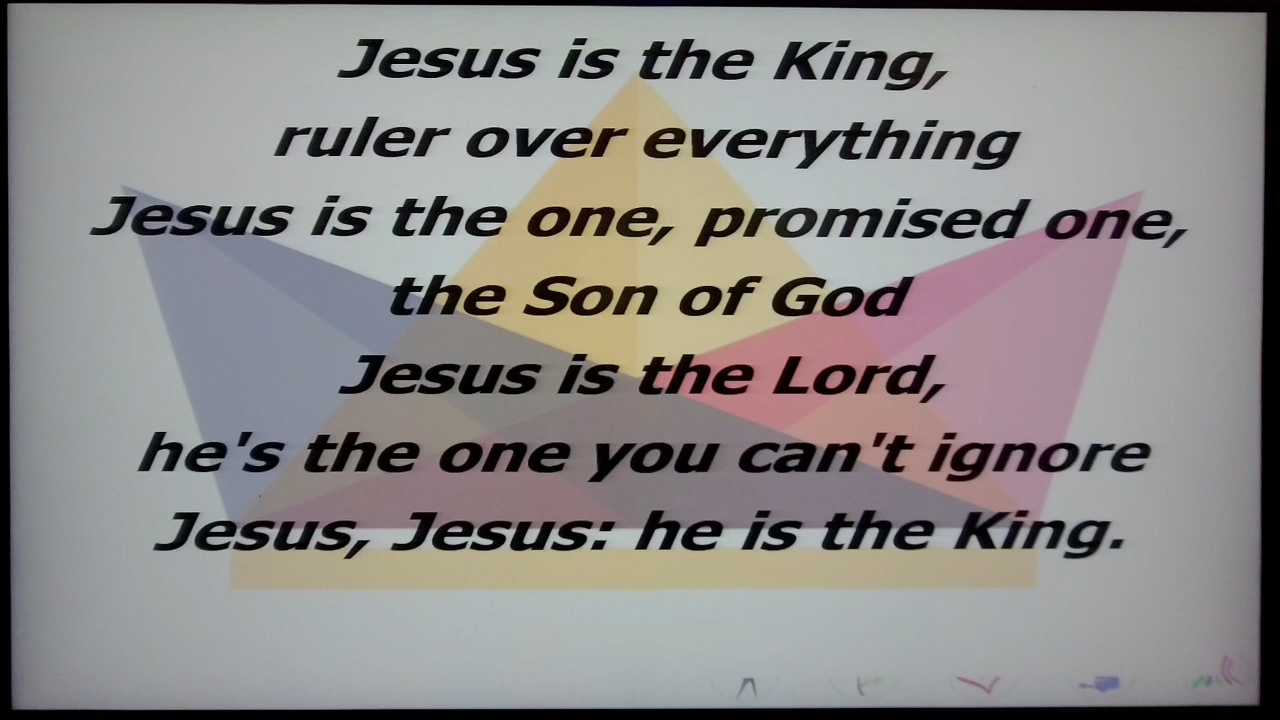 Jesus is the King,
ruler over everything
Jesus is the one, promised one,
the Son of God
Jesus is the Lord,
he's the one you can't ignore
Jesus, Jesus: he is the King.